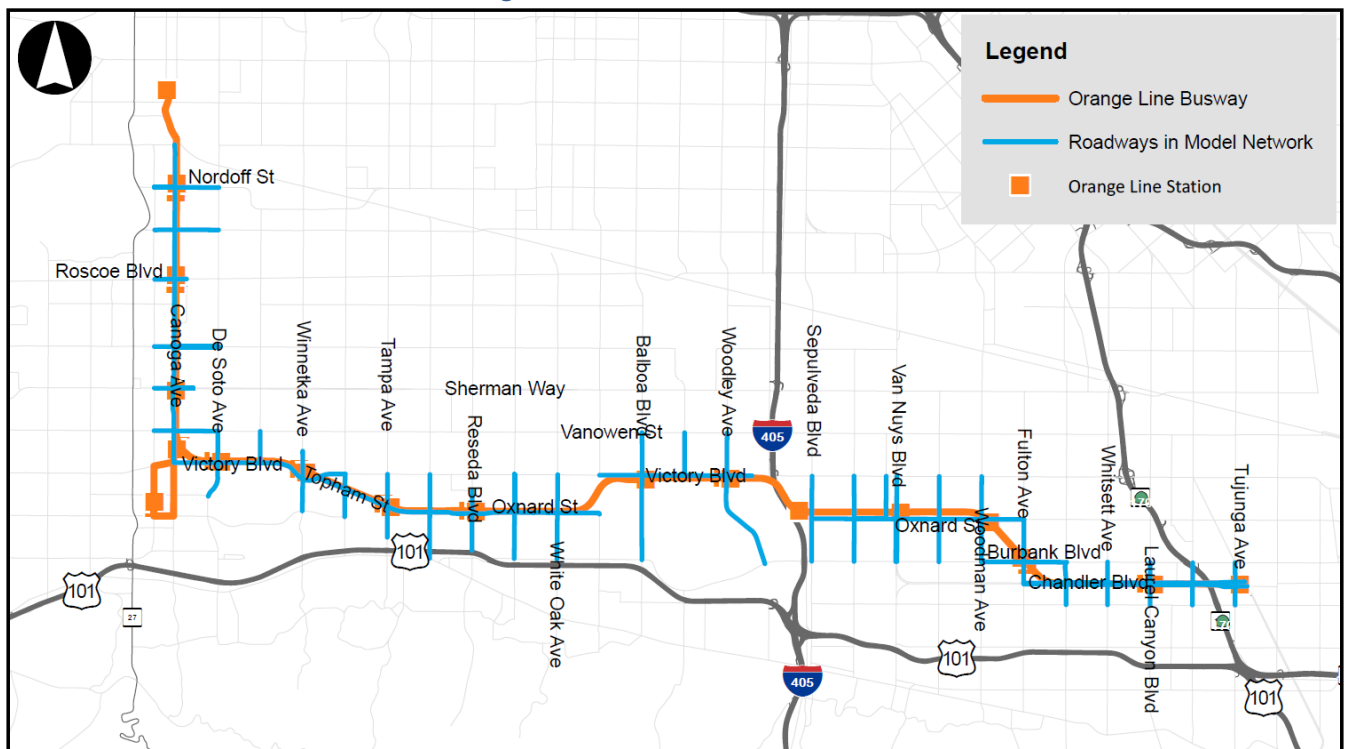 Legend
Orange Line Busway
Roadways in Model Network
Orange Line Station
Nordoff St
Roscoe Blvd
Canoga Ave
De Soto Ave
Winnetka Ave
Tampa Ave
Sherman Way
Reseda Blvd
Vanowen St
Balboa Blvd
Woodley Ave
405
Sepulveda Blvd
Van Nuys Blvd
Fulton Ave
Whitsett Ave
Tujunga Ave
Victory Blvd
Topham St
Oxnard St
Victory Blvd
Oxnard St
Woodman Ave
Burbank Blvd
Chandler Blvd
Laurel Canyon Blvd
White Oak Ave
101
101
27
101
405
101